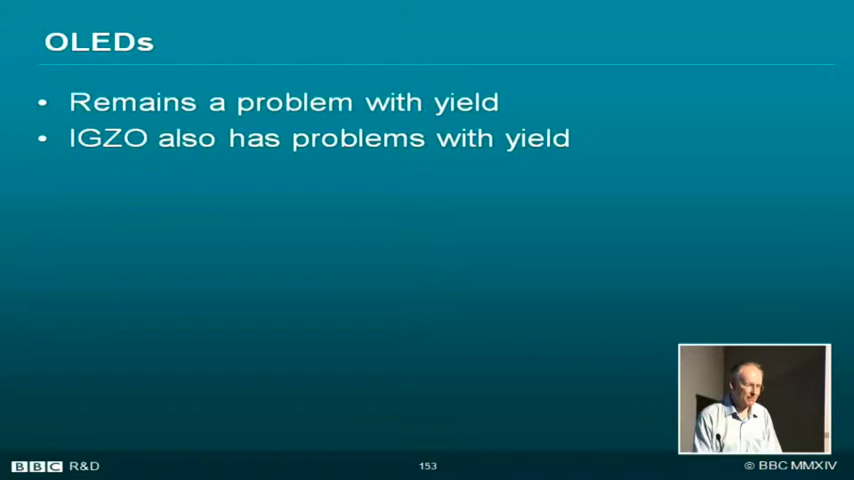 OLEDs
• Remains a problem with yield
• IGZO also has problems with yield
BBC R&D
153
© BBC MMXIV